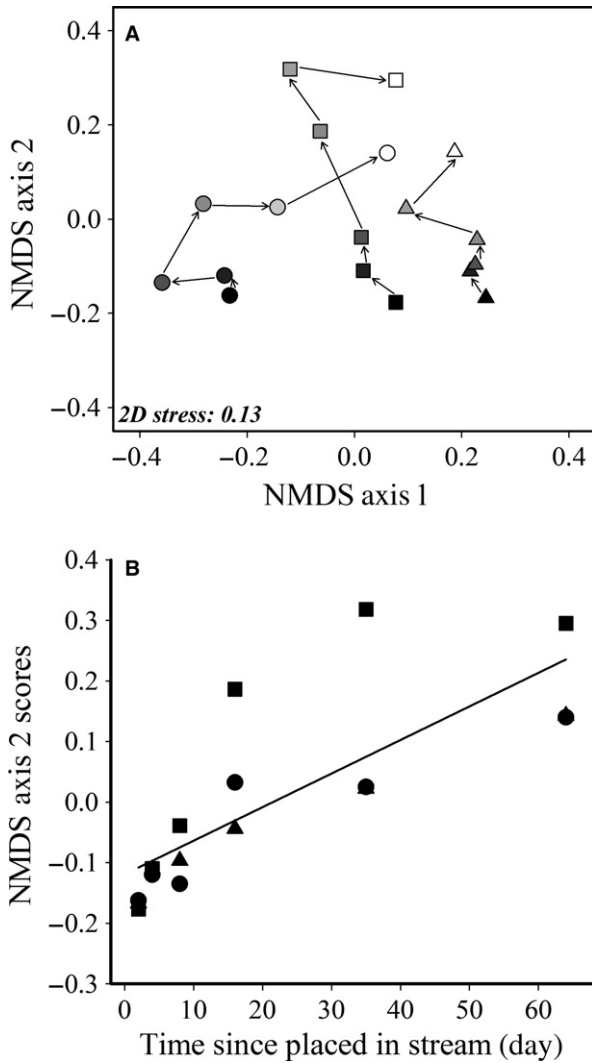 A
0.4
0.2
0.0
−0.2
−0.4
NMDS axis 2
2D stress: 0.13
−0.4 −0.2 0.0 0.2 0.4
NMDS axis 1
B
0.4
0.3
0.2
0.1
0.0
−0.1
−0.2
−0.3
NMDS axis 2 scores
0 10 20 30 40 50 60
Time since placed in stream (day)